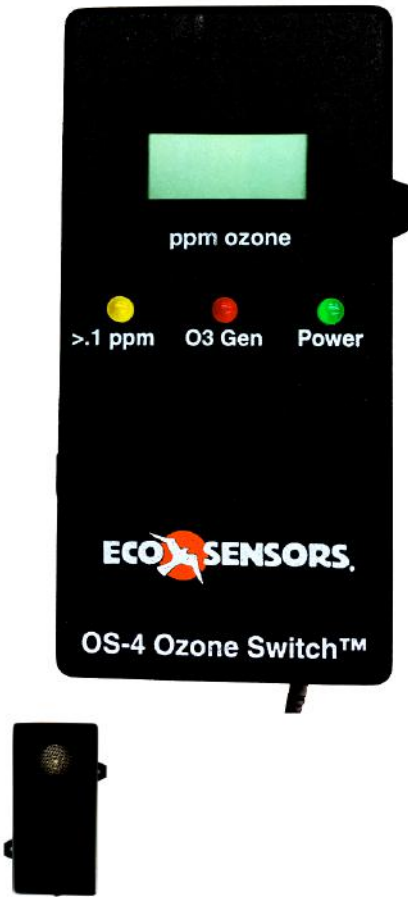 ppm ozone
>.1 ppm O3 Gen Power
ECO SENSORS.
OS-4 Ozone Switch™